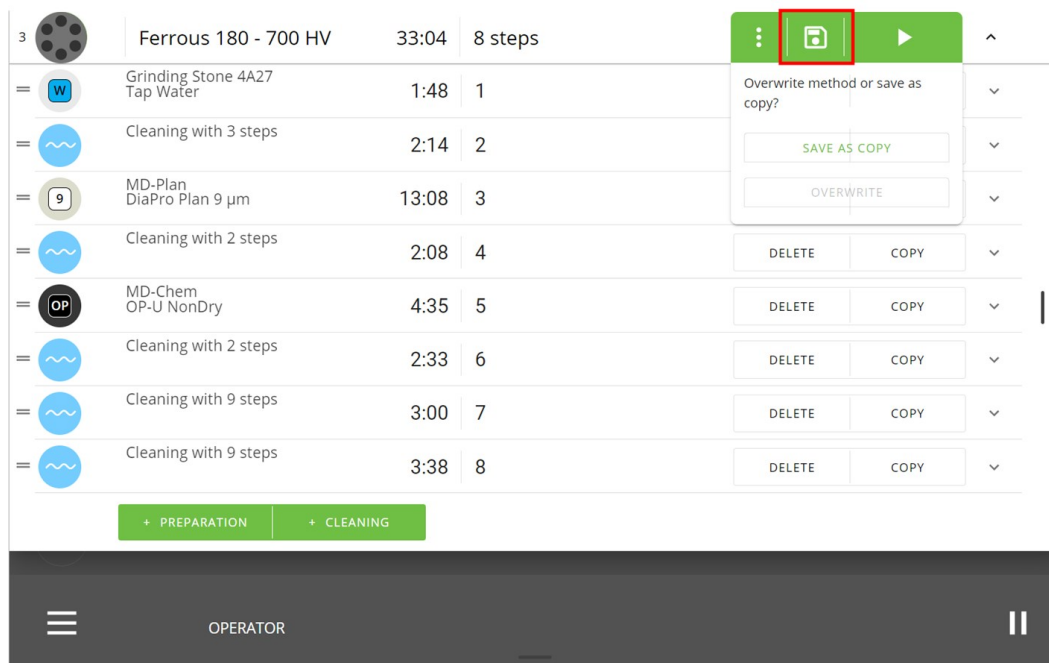 3 Ferrous 180 - 700 HV 33:04 8 steps
W Grinding Stone 4A27
Tap Water 1:48 1
Overwrite method or save as
copy?
Cleaning with 3 steps 2:14 2
SAVE AS COPY
9 MD-Plan
DiaPro Plan 9 µm 13:08 3
OVERWRITE
Cleaning with 2 steps 2:08 4 DELETE COPY
OP MD-Chem
OP-U NonDry 4:35 5 DELETE COPY
Cleaning with 2 steps 2:33 6 DELETE COPY
Cleaning with 9 steps 3:00 7 DELETE COPY
Cleaning with 9 steps 3:38 8 DELETE COPY
+ PREPARATION + CLEANING
OPERATOR